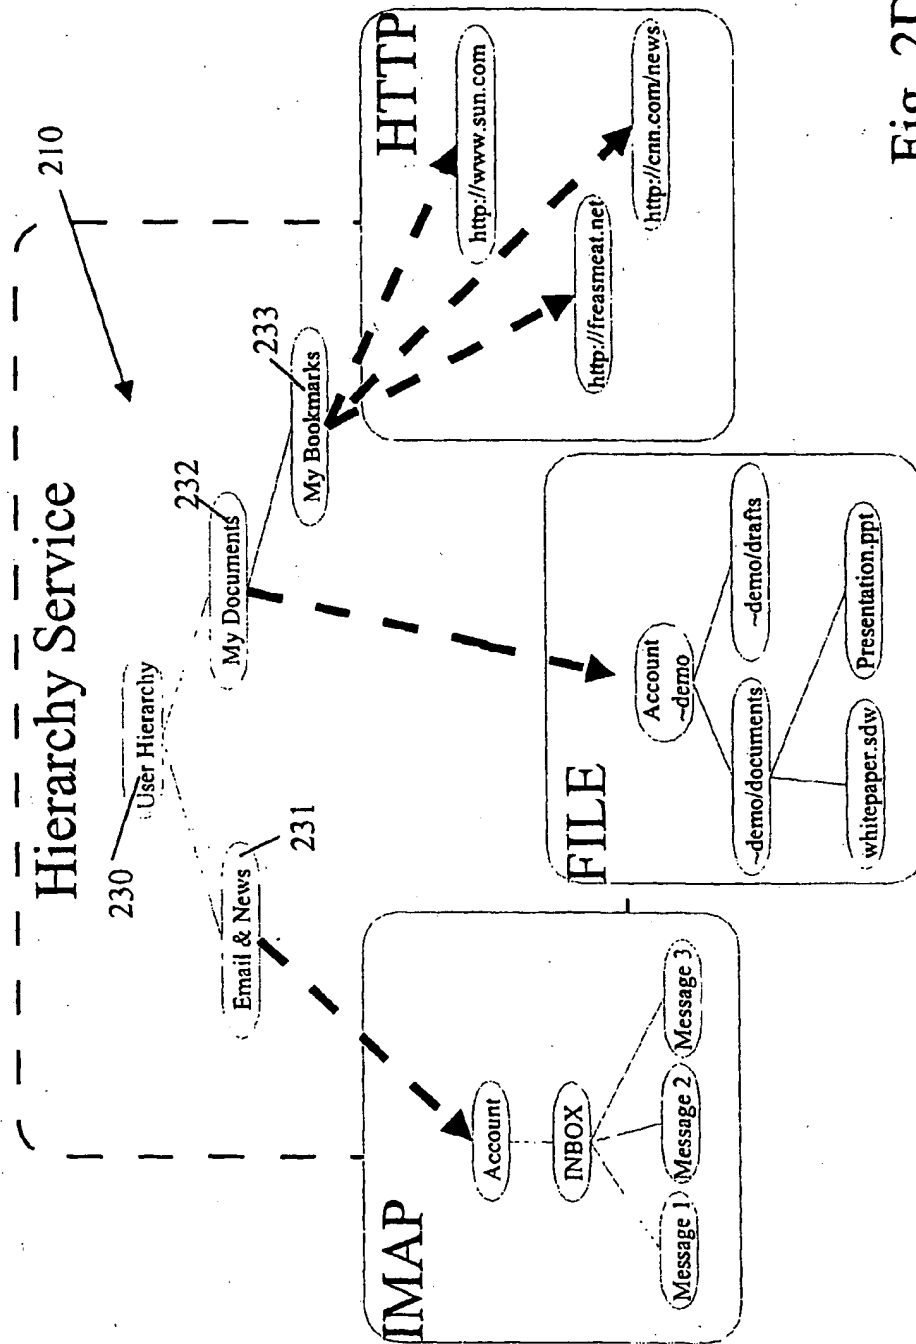 Hierarchy Service
210
230
User Hierarchy
232
Email & News
231
My Documents
233
My Bookmarks
IMAP
Account
INBOX
Message 1
Message 2
Message 3
FILE
Account
~demo
~demo/documents
~demo/drafts
whitepaper.sdw
Presentation.ppt
HTTP
http://www.sun.com
http://freasmeat.net
http://cnn.com/news
Fig. 2D